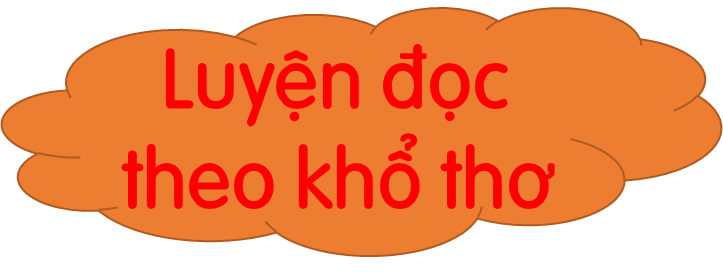 Luyện đọc
theo khổ thơ